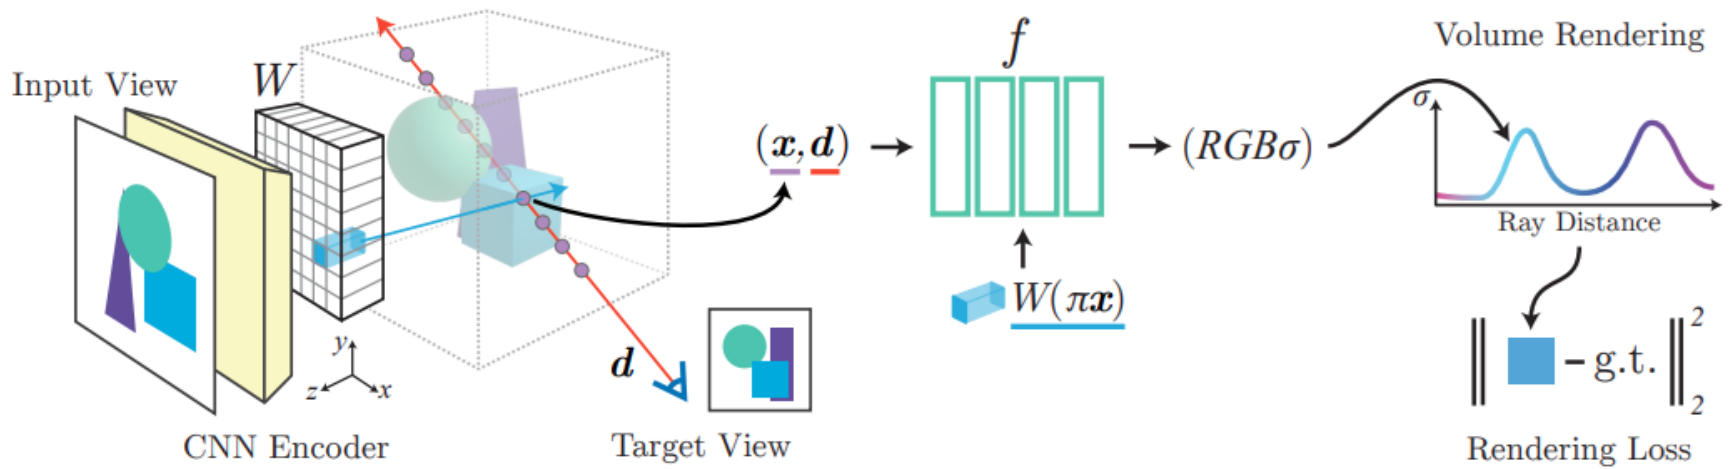 Input View
W
CNN Encoder
y
z
x
d
Target View
(x, d)
f
W(πx)
(RGBσ)
Volume Rendering
σ
Ray Distance
‖ - g.t. ‖ 2 2
Rendering Loss